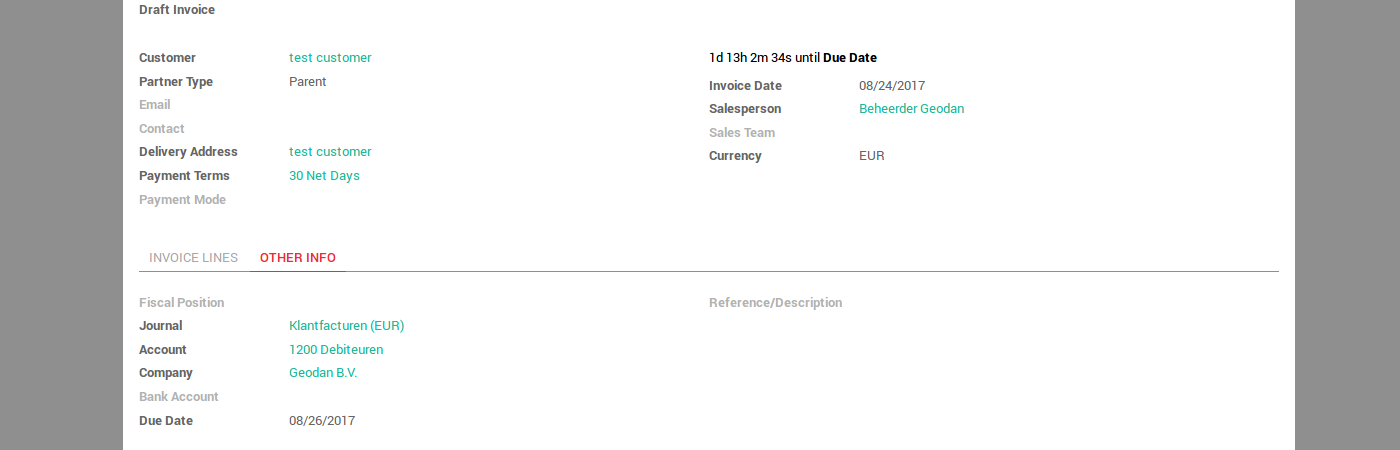 Draft Invoice
Customer test customer
Partner Type Parent
Email
Contact
Delivery Address test customer
Payment Terms 30 Net Days
Payment Mode
1d 13h 2m 34s until Due Date
Invoice Date 08/24/2017
Salesperson Beheerder Geodan
Sales Team
Currency EUR
INVOICE LINES OTHER INFO
Fiscal Position
Journal Klantfacturen (EUR)
Account 1200 Debiteuren
Company Geodan B.V.
Bank Account
Due Date 08/26/2017
Reference/Description